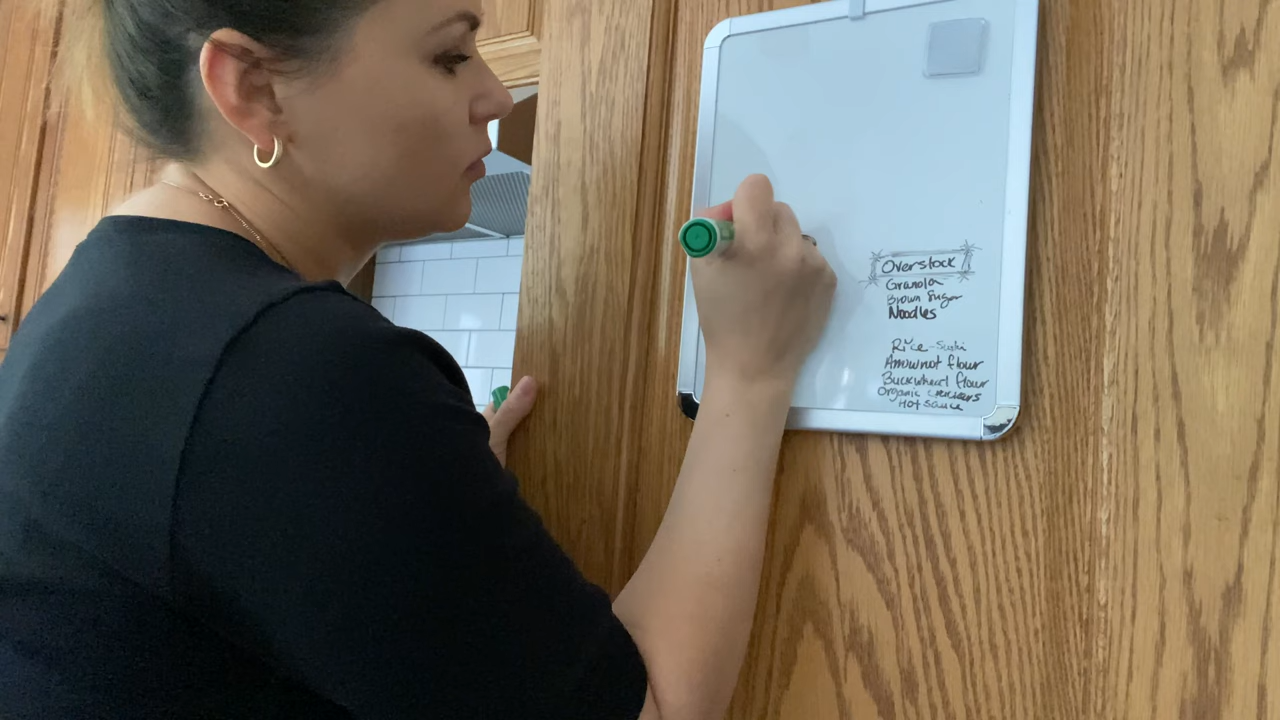 Overstock
Granola
Brown Sugar
Noodles
Rice - Sushi
Arrowroot flour
Buckwheat flour
Organic crackers
Hot sauce